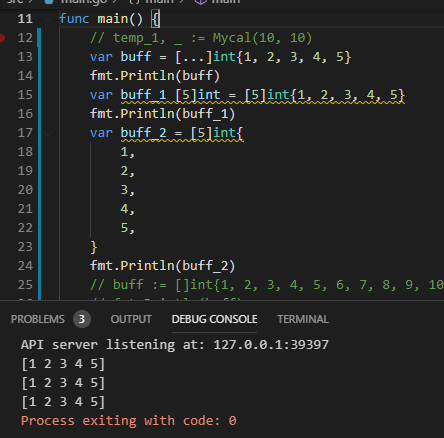 src > main.go > main
11 func main() {
12 // temp_1, _ := Mycal(10, 10)
13 var buff = [...]int{1, 2, 3, 4, 5}
14 fmt.Println(buff)
15 var buff_1 [5]int = [5]int{1, 2, 3, 4, 5}
16 fmt.Println(buff_1)
17 var buff_2 = [5]int{
18 1,
19 2,
20 3,
21 4,
22 5,
23 }
24 fmt.Println(buff_2)
25 // buff := []int{1, 2, 3, 4, 5, 6, 7, 8, 9, 10
PROBLEMS 3 OUTPUT DEBUG CONSOLE TERMINAL
API server listening at: 127.0.0.1:39397
[1 2 3 4 5]
[1 2 3 4 5]
[1 2 3 4 5]
Process exiting with code: 0